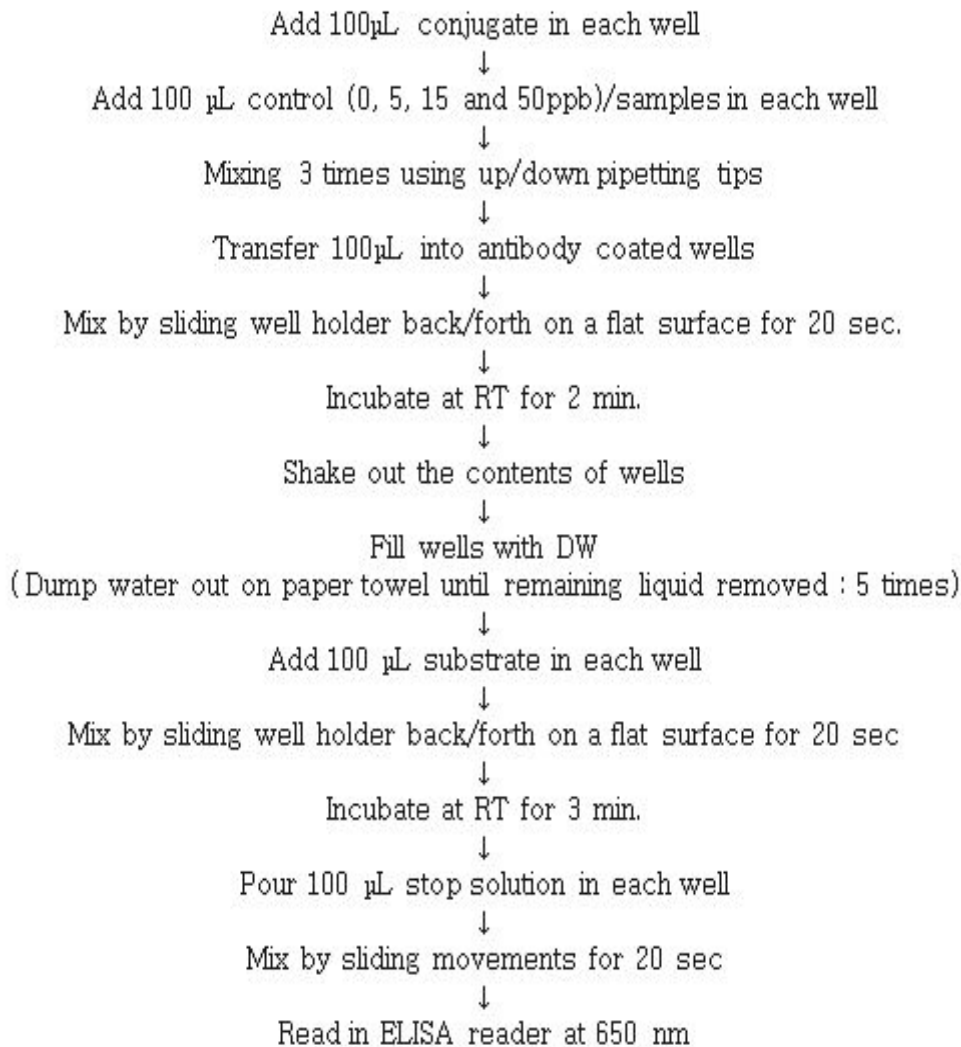 Add 100µL conjugate in each well
↓
Add 100 µL control (0, 5, 15 and 50ppb)/samples in each well
↓
Mixing 3 times using up/down pipetting tips
↓
Transfer 100µL into antibody coated wells
↓
Mix by sliding well holder back/forth on a flat surface for 20 sec.
↓
Incubate at RT for 2 min.
↓
Shake out the contents of wells
↓
Fill wells with DW
(Dump water out on paper towel until remaining liquid removed : 5 times)
↓
Add 100 µL substrate in each well
↓
Mix by sliding well holder back/forth on a flat surface for 20 sec
↓
Incubate at RT for 3 min.
↓
Pour 100 µL stop solution in each well
↓
Mix by sliding movements for 20 sec
↓
Read in ELISA reader at 650 nm